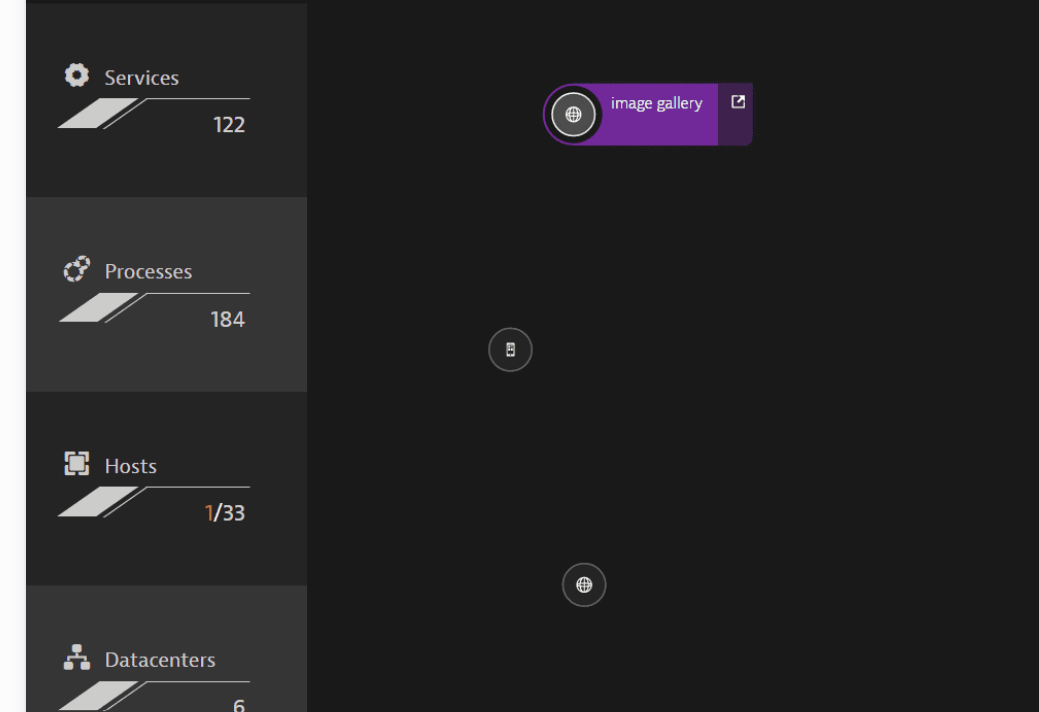 Services
122
image gallery
Processes
184
Hosts
1/33
Datacenters
6